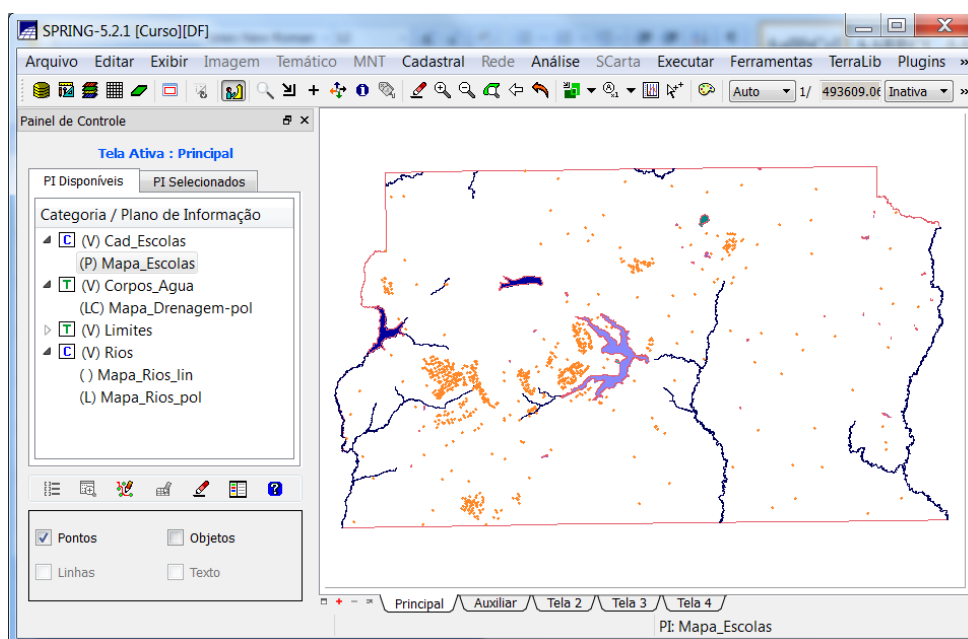 SPRING-5.2.1 [Curso][DF]
Arquivo Editar Exibir Imagem Temático MNT Cadastral Rede Análise SCarta Executar Ferramentas TerraLib Plugins »
Auto 1/ 493609.06 Inativa »
Painel de Controle
Tela Ativa : Principal
PI Disponíveis PI Selecionados
Categoria / Plano de Informação
C (V) Cad_Escolas
(P) Mapa_Escolas
T (V) Corpos_Agua
(LC) Mapa_Drenagem-pol
T (V) Limites
C (V) Rios
( ) Mapa_Rios_lin
(L) Mapa_Rios_pol
Pontos Objetos
Linhas Texto
Principal Auxiliar Tela 2 Tela 3 Tela 4
PI: Mapa_Escolas